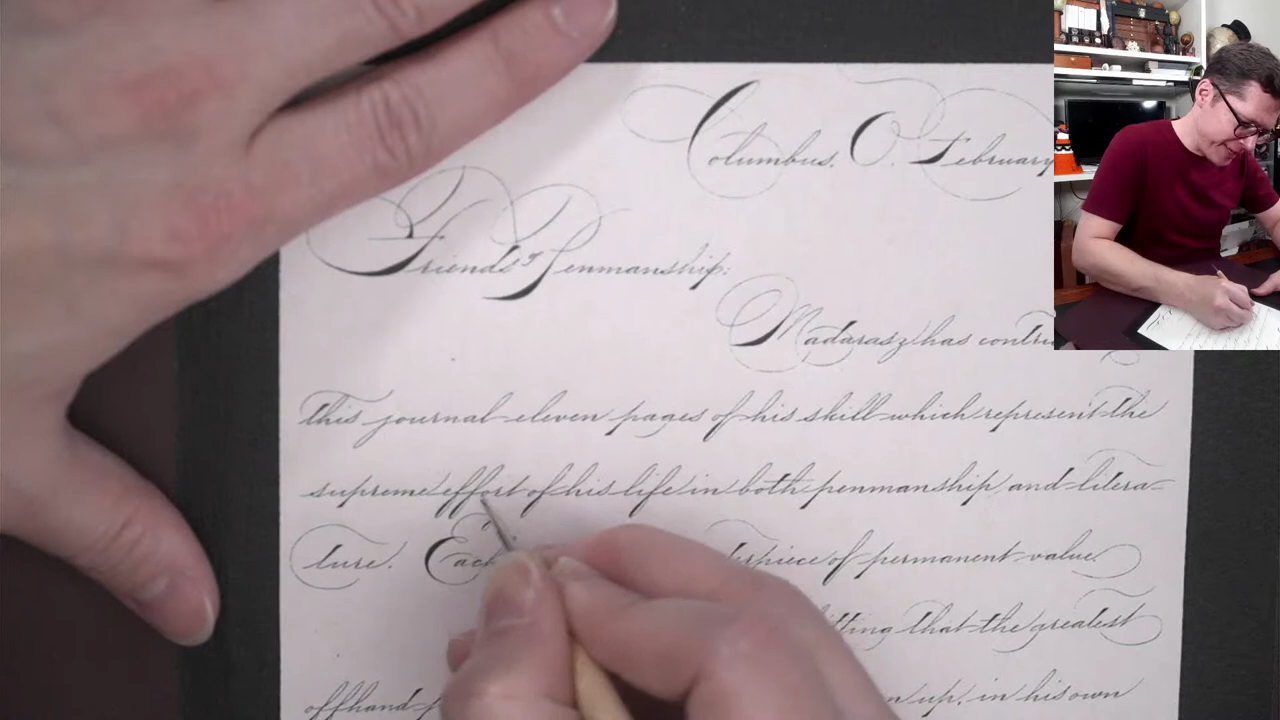 Columbus, O. February
Friends of Penmanship:
Madarasz has contri
this journal eleven pages of his skill which represent the
supreme effort of his life in both penmanship and litera-
ture. Each terpiece of permanent value.
itting that the greatest
offhand p n up, in his own